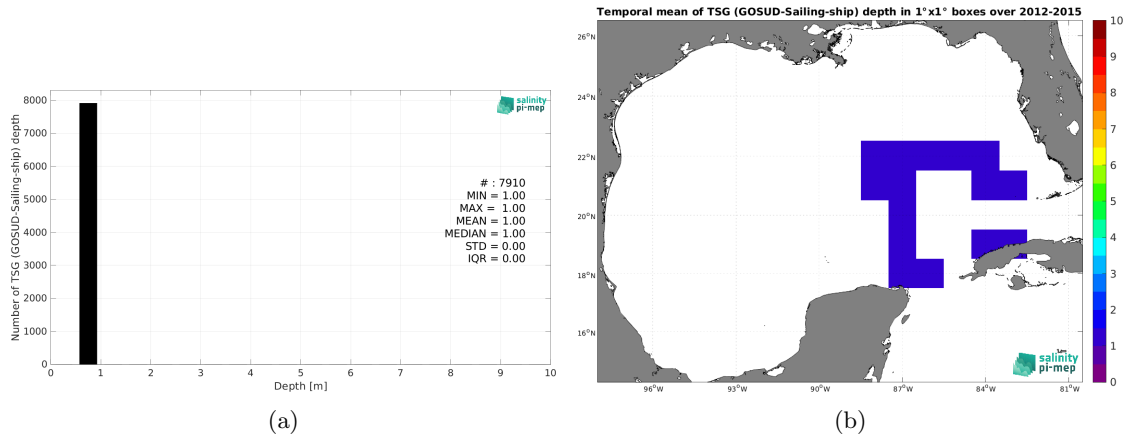 8000
7000
6000
5000
4000
3000
2000
1000
0
Number of TSG (GOSUD-Sailing-ship) depth
salinity
pi-mep
# : 7910
MIN = 1.00
MAX = 1.00
MEAN = 1.00
MEDIAN = 1.00
STD = 0.00
IQR = 0.00
0 1 2 3 4 5 6 7 8 9 10
Depth [m]
(a)
Temporal mean of TSG (GOSUD-Sailing-ship) depth in 1°x1° boxes over 2012-2015
26°N
24°N
22°N
20°N
18°N
16°N
96°W 93°W 90°W 87°W 84°W 81°W
salinity
pi-mep
10
9
8
7
6
5
4
3
2
1
0
(b)